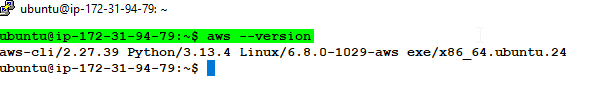 ubuntu@ip-172-31-94-79: ~
ubuntu@ip-172-31-94-79:~$ aws --version
aws-cli/2.27.39 Python/3.13.4 Linux/6.8.0-1029-aws exe/x86_64.ubuntu.24
ubuntu@ip-172-31-94-79:~$